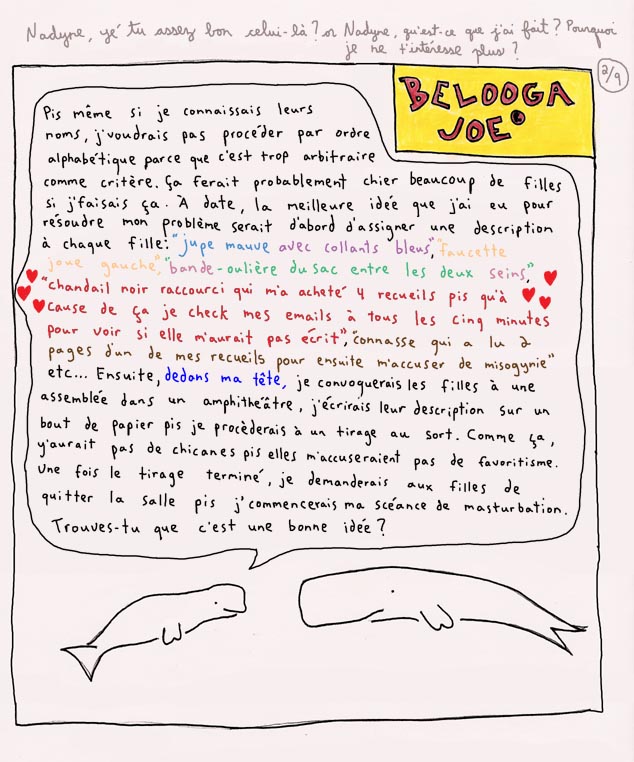 Nadyne, yé tu assez bon celui-là? or Nadyne, qu'est-ce que j'ai fait? Pourquoi
je ne t'intéresse plus?
2/9
BELOOGA
JOE
Pis même si je connaissais leurs
noms, j'voudrais pas procéder par ordre
alphabétique parce que c'est trop arbitraire
comme critère. Ça ferait probablement chier beaucoup de filles
si j'faisais ça. À date, la meilleure idée que j'ai eu pour
résoudre mon problème serait d'abord d'assigner une description
à chaque fille: "jupe mauve avec collants bleus", "faucette
joue gauche", "bande-oulière du sac entre les deux seins",
"Chandail noir raccourci qui m'a acheté 4 recueils pis qu'à
cause de ça je check mes emails à tous les cinq minutes
pour voir si elle m'aurait pas écrit", "connasse qui a lu 2
pages d'un de mes recueils pour ensuite m'accuser de misogynie"
etc... Ensuite, dedans ma tête, je convoquerais les filles à une
assemblée dans un amphithéâtre, j'écrirais leur description sur un
bout de papier pis je procèderais à un tirage au sort. Comme ça,
y'aurait pas de chicanes pis elles m'accuseraient pas de favoritisme.
Une fois le tirage terminé, je demanderais aux filles de
quitter la salle pis j'commencerais ma scéance de masturbation.
Trouves-tu que c'est une bonne idée?